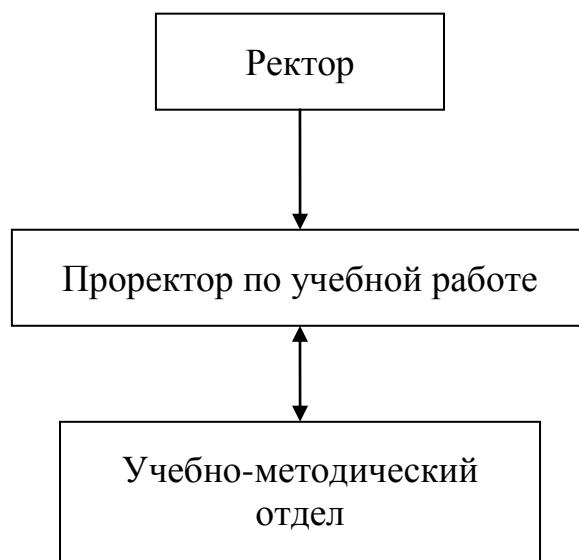 Ректор
Проректор по учебной работе
Учебно-методический
отдел